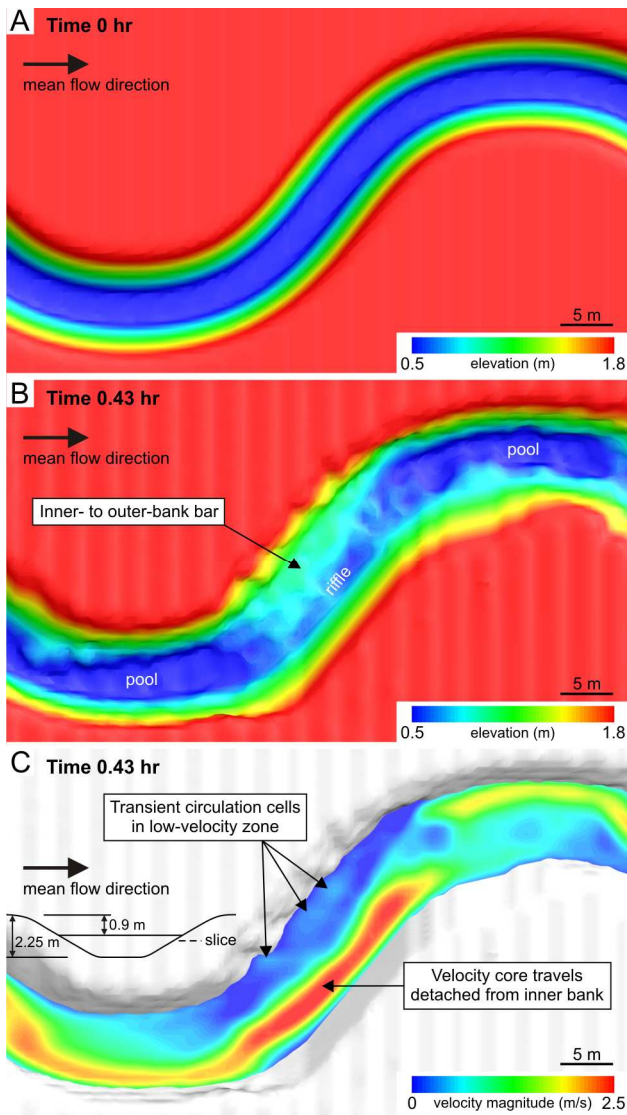 A
Time 0 hr
mean flow direction
5 m
0.5 elevation (m) 1.8
B
Time 0.43 hr
mean flow direction
pool
Inner- to outer-bank bar
riffle
pool
5 m
0.5 elevation (m) 1.8
C
Time 0.43 hr
Transient circulation cells
in low-velocity zone
mean flow direction
0.9 m
2.25 m
slice
Velocity core travels
detached from inner bank
5 m
0 velocity magnitude (m/s) 2.5